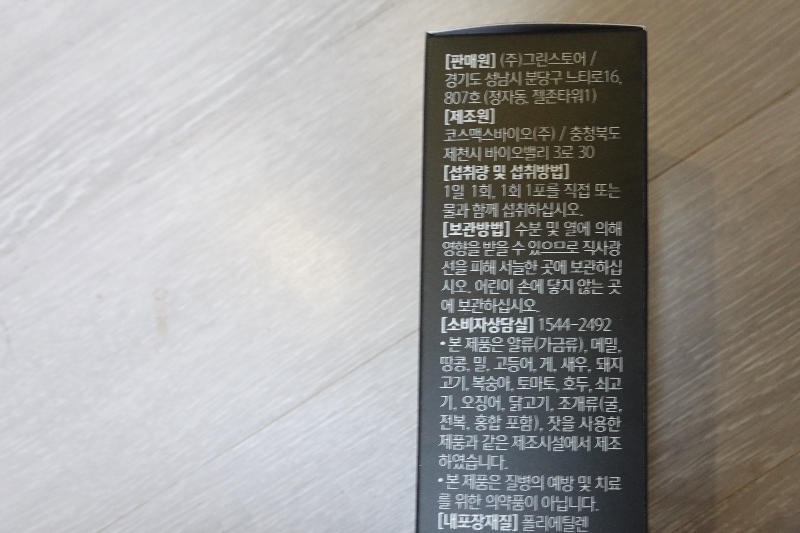 [판매원] (주)그린스토어 /
경기도 성남시 분당구 느티로16,
807호 (정자동, 젤존타워1)
[제조원]
코스맥스바이오(주) / 충청북도
제천시 바이오밸리 3로 30
[섭취량 및 섭취방법]
1일 1회, 1회 1포를 직접 또는
물과 함께 섭취하십시오.
[보관방법] 수분 및 열에 의해
영향을 받을 수 있으므로 직사광
선을 피해 서늘한 곳에 보관하십
시오. 어린이 손에 닿지 않는 곳
에 보관하십시오.
[소비자상담실] 1544-2492
• 본 제품은 알류(가금류), 메밀,
땅콩, 밀, 고등어, 게, 새우, 돼지
고기, 복숭아, 토마토, 호두, 쇠고
기, 오징어, 닭고기, 조개류(굴,
전복, 홍합 포함), 잣을 사용한
제품과 같은 제조시설에서 제조
하였습니다.
• 본 제품은 질병의 예방 및 치료
를 위한 의약품이 아닙니다.
[내포장재질] 폴리에틸렌